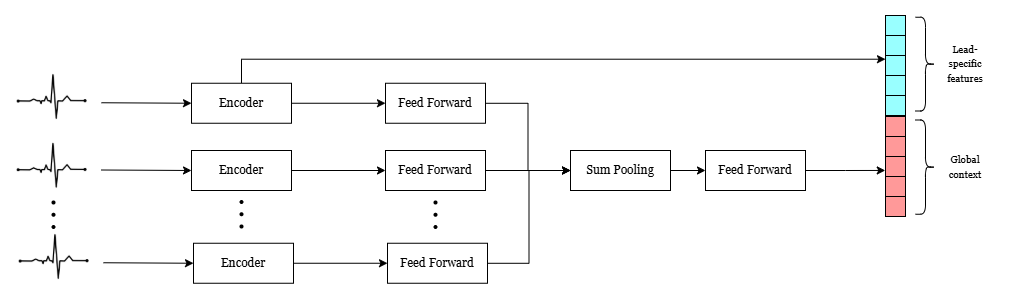 Lead-
specific
features
Encoder
Feed Forward
Encoder
Feed Forward
Sum Pooling
Feed Forward
Global
context
Encoder
Feed Forward